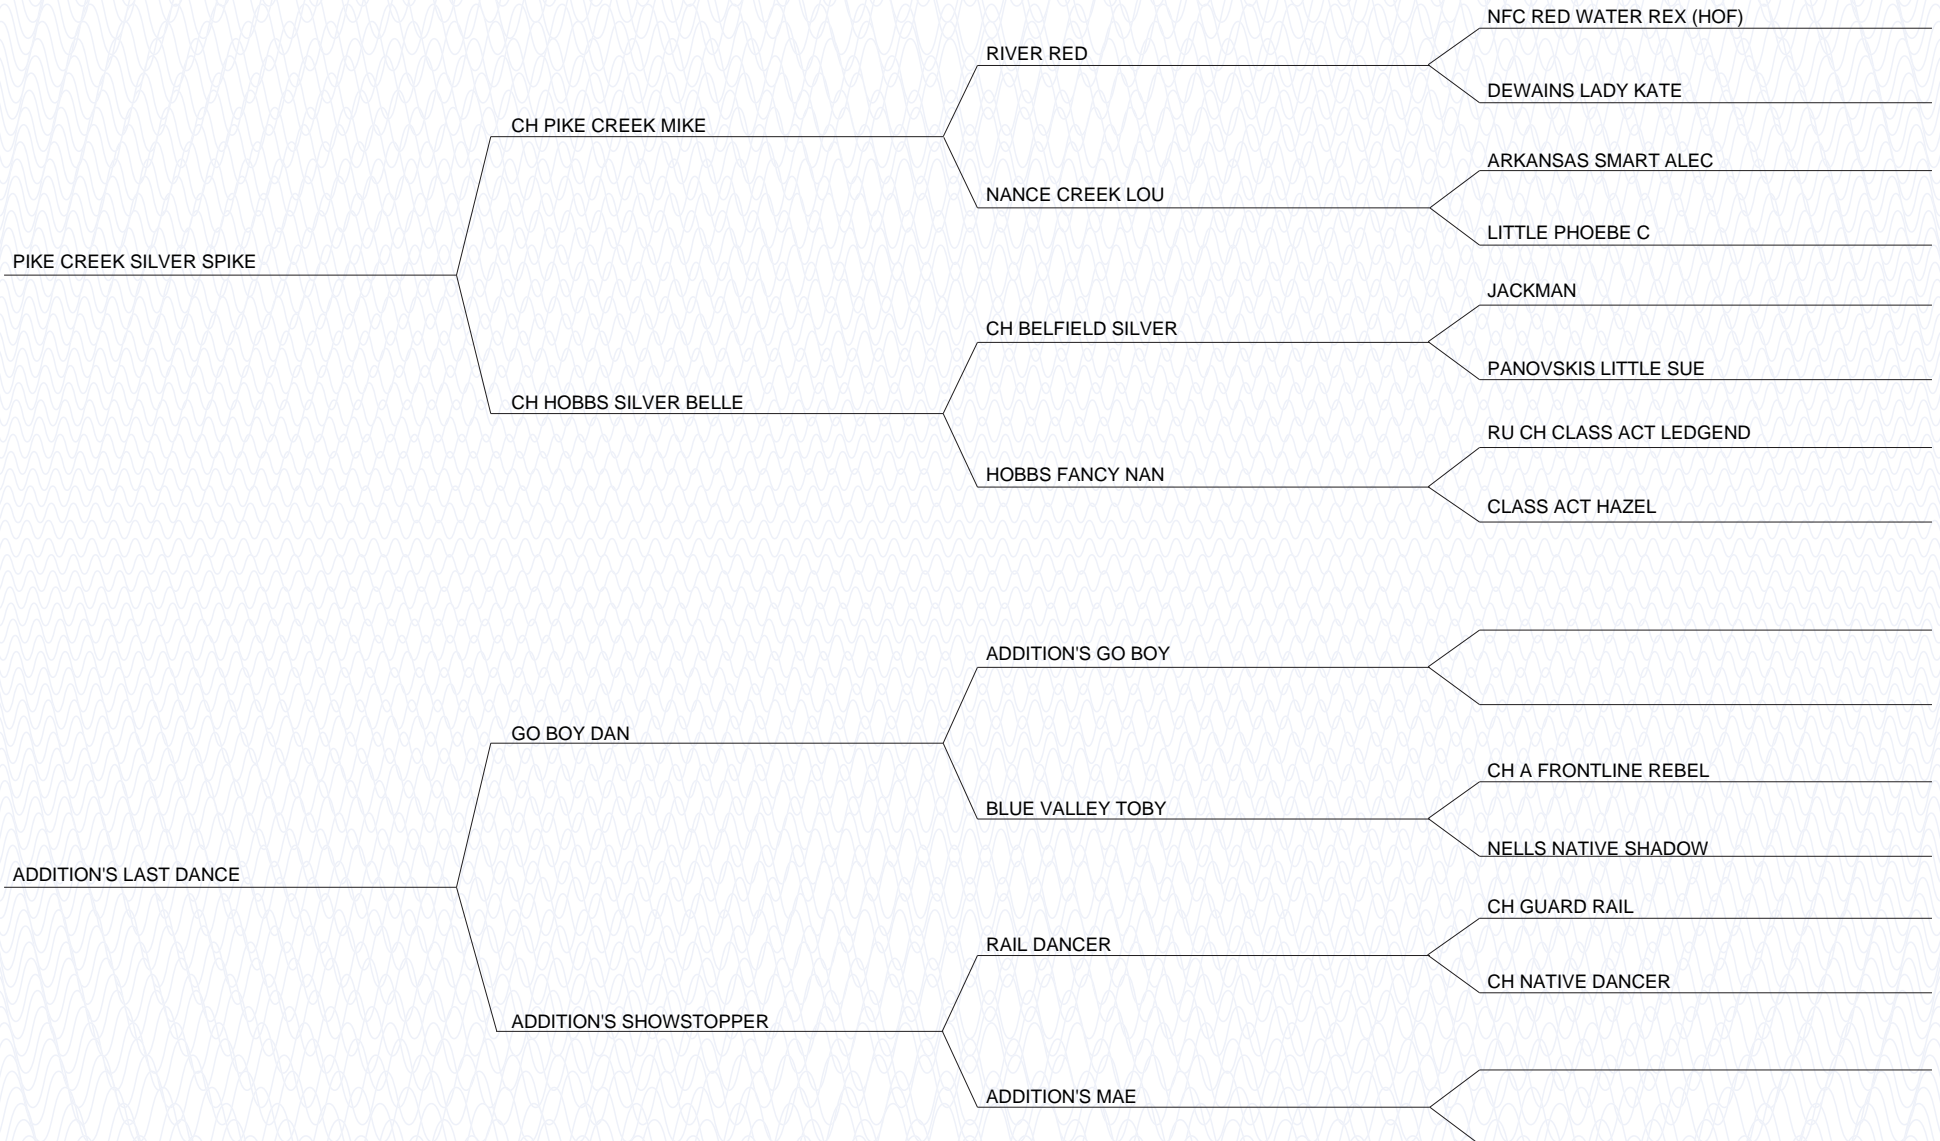 NFC RED WATER REX (HOF)
RIVER RED
DEWAINS LADY KATE
CH PIKE CREEK MIKE
ARKANSAS SMART ALEC
NANCE CREEK LOU
LITTLE PHOEBE C
PIKE CREEK SILVER SPIKE
JACKMAN
CH BELFIELD SILVER
PANOVSKIS LITTLE SUE
CH HOBBS SILVER BELLE
RU CH CLASS ACT LEDGEND
HOBBS FANCY NAN
CLASS ACT HAZEL
ADDITION'S GO BOY
GO BOY DAN
CH A FRONTLINE REBEL
BLUE VALLEY TOBY
NELLS NATIVE SHADOW
ADDITION'S LAST DANCE
CH GUARD RAIL
RAIL DANCER
CH NATIVE DANCER
ADDITION'S SHOWSTOPPER
ADDITION'S MAE